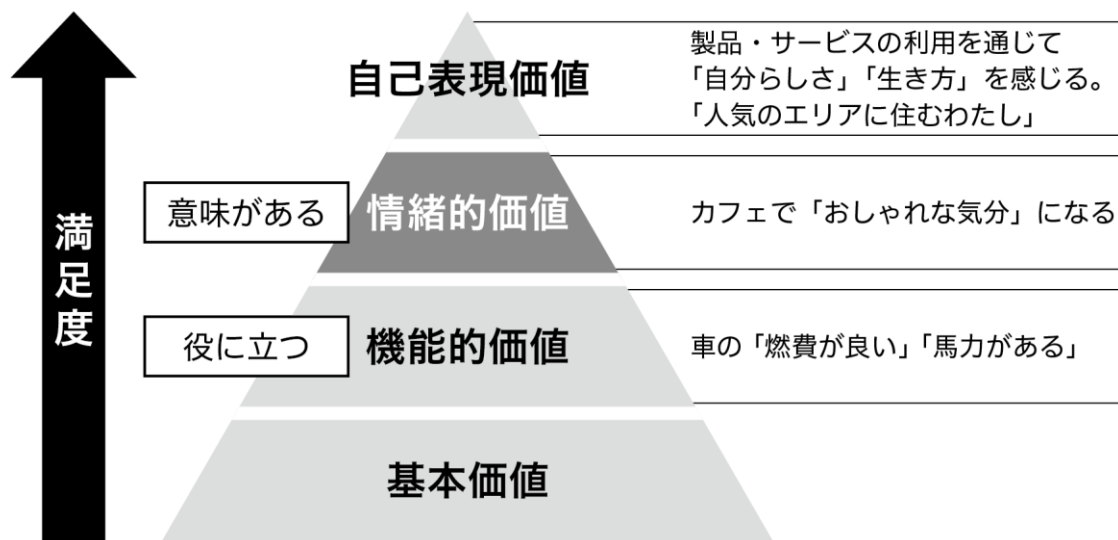 満足度
自己表現価値
製品・サービスの利用を通じて
「自分らしさ」「生き方」を感じる。
「人気のエリアに住むわたし」
意味がある
情緒的価値
カフェで「おしゃれな気分」になる
役に立つ
機能的価値
車の「燃費が良い」「馬力がある」
基本価値